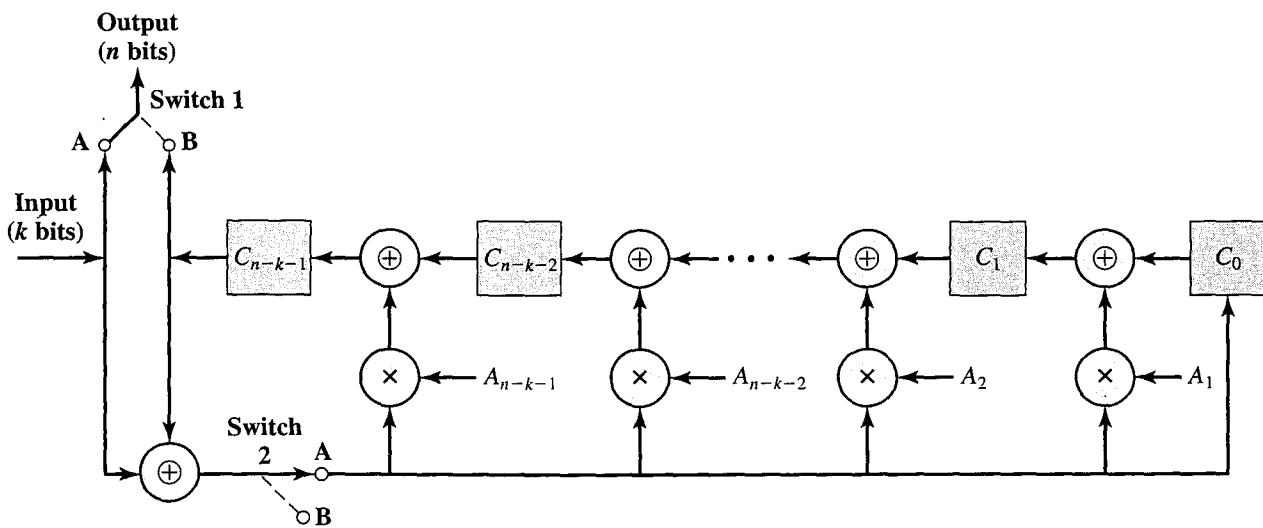 Output
(n bits)
Switch 1
A
B
Input
(k bits)
C_{n-k-1}
⊕
C_{n-k-2}
⊕
· · ·
⊕
C_1
⊕
C_0
×
A_{n-k-1}
×
A_{n-k-2}
×
A_2
×
A_1
Switch
2
A
⊕
B